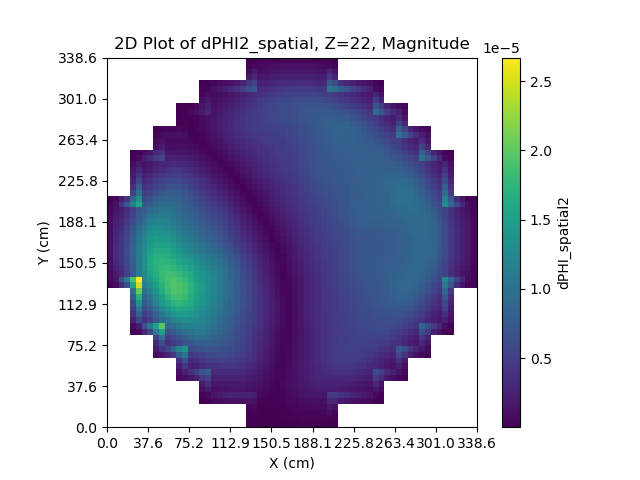 2D Plot of dPHI2_spatial, Z=22, Magnitude
1e−5
338.6
301.0
263.4
225.8
188.1
150.5
112.9
75.2
37.6
0.0
Y (cm)
0.0 37.6 75.2 112.9 150.5 188.1 225.8 263.4 301.0 338.6
X (cm)
2.5
2.0
1.5
1.0
0.5
dPHI_spatial2